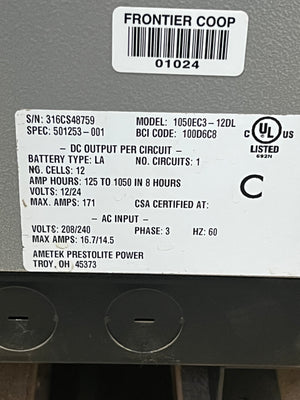 FRONTIER COOP
01024
S/N: 316CS48759 MODEL: 1050EC3-12DL
SPEC: 501253-001 BCI CODE: 100D6C8
C UL US
LISTED
692N
- DC OUTPUT PER CIRCUIT -
BATTERY TYPE: LA NO. CIRCUITS: 1
NO. CELLS: 12
AMP HOURS: 125 TO 1050 IN 8 HOURS
VOLTS: 12/24
MAX. AMPS: 171 CSA CERTIFIED AT: C
- AC INPUT -
VOLTS: 208/240 PHASE: 3 HZ: 60
MAX AMPS: 16.7/14.5
AMETEK PRESTOLITE POWER
TROY, OH 45373